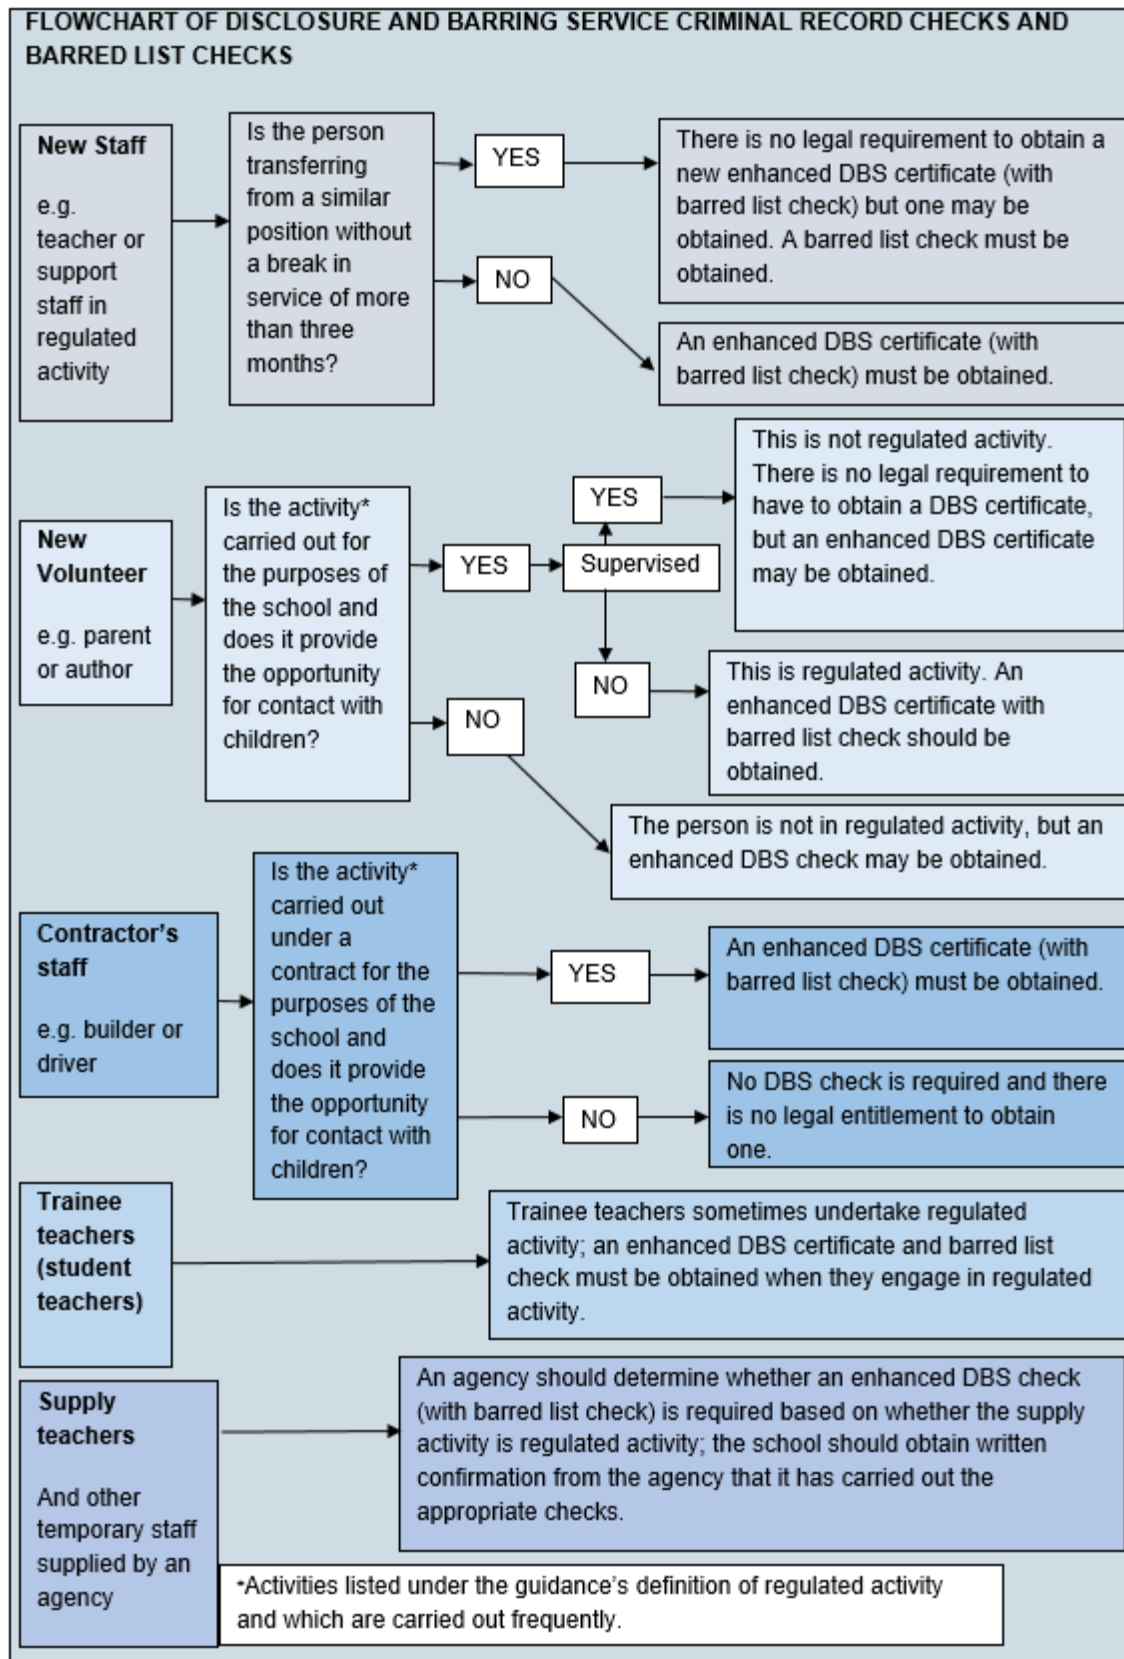 FLOWCHART OF DISCLOSURE AND BARRING SERVICE CRIMINAL RECORD CHECKS AND
BARRED LIST CHECKS
New Staff
e.g.
teacher or
support
staff in
regulated
activity
Is the person
transferring
from a similar
position without
a break in
service of more
than three
months?
YES
There is no legal requirement to obtain a
new enhanced DBS certificate (with
barred list check) but one may be
obtained. A barred list check must be
obtained.
NO
An enhanced DBS certificate (with
barred list check) must be obtained.
New
Volunteer
e.g. parent
or author
Is the activity*
carried out for
the purposes of
the school and
does it provide
the opportunity
for contact with
children?
YES
Supervised
YES
This is not regulated activity.
There is no legal requirement to
have to obtain a DBS certificate,
but an enhanced DBS certificate
may be obtained.
NO
This is regulated activity. An
enhanced DBS certificate with
barred list check should be
obtained.
NO
The person is not in regulated activity, but an
enhanced DBS check may be obtained.
Contractor's
staff
e.g. builder or
driver
Is the activity*
carried out
under a
contract for the
purposes of the
school and
does it provide
the opportunity
for contact with
children?
YES
An enhanced DBS certificate (with
barred list check) must be obtained.
NO
No DBS check is required and there
is no legal entitlement to obtain
one.
Trainee
teachers
(student
teachers)
Trainee teachers sometimes undertake regulated
activity; an enhanced DBS certificate and barred list
check must be obtained when they engage in regulated
activity.
Supply
teachers
And other
temporary staff
supplied by an
agency
An agency should determine whether an enhanced DBS check
(with barred list check) is required based on whether the supply
activity is regulated activity; the school should obtain written
confirmation from the agency that it has carried out the
appropriate checks.
*Activities listed under the guidance's definition of regulated activity
and which are carried out frequently.